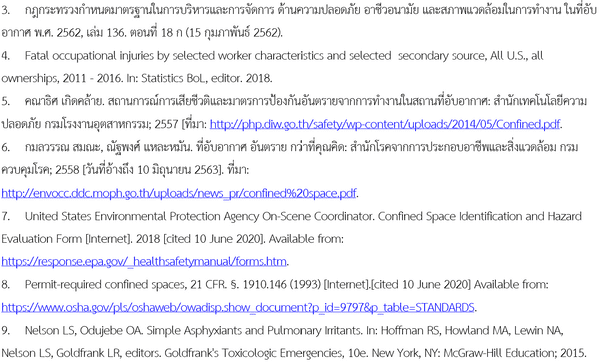 3. กฎกระทรวงกำหนดมาตรฐานในการบริหารและการจัดการ ด้านความปลอดภัย อาชีวอนามัย และสภาพแวดล้อมในการทำงาน ในที่อับ
อากาศ พ.ศ. 2562, เล่ม 136. ตอนที่ 18 ก (15 กุมภาพันธ์ 2562).
4. Fatal occupational injuries by selected worker characteristics and selected secondary source, All U.S., all
ownerships, 2011 - 2016. In: Statistics BoL, editor. 2018.
5. คณาธิศ เกิดคล้าย. สถานการณ์การเสียชีวิตและมาตรการป้องกันอันตรายจากการทำงานในสถานที่อับอากาศ: สำนักเทคโนโลยีความ
ปลอดภัย กรมโรงงานอุตสาหกรรม; 2557 [ที่มา: http://php.diw.go.th/safety/wp-content/uploads/2014/05/Confined.pdf.
6. กมลวรรณ สมณะ, ณัฐพงศ์ แหละหมัน. ที่อับอากาศ อันตราย กว่าที่คุณคิด: สำนักโรคจากการประกอบอาชีพและสิ่งแวดล้อม กรม
ควบคุมโรค; 2558 [วันที่อ้างถึง 10 มิถุนายน 2563]. ที่มา:
http://envocc.ddc.moph.go.th/uploads/news_pr/confined%20space.pdf.
7. United States Environmental Protection Agency On-Scene Coordinator. Confined Space Identification and Hazard
Evaluation Form [Internet]. 2018 [cited 10 June 2020]. Available from:
https://response.epa.gov/_healthsafetymanual/forms.htm.
8. Permit-required confined spaces, 21 CFR. §. 1910.146 (1993) [Internet].[cited 10 June 2020] Available from:
https://www.osha.gov/pls/oshaweb/owadisp.show_document?p_id=9797&p_table=STANDARDS.
9. Nelson LS, Odujebe OA. Simple Asphyxiants and Pulmonary Irritants. In: Hoffman RS, Howland MA, Lewin NA,
Nelson LS, Goldfrank LR, editors. Goldfrank's Toxicologic Emergencies, 10e. New York, NY: McGraw-Hill Education; 2015.